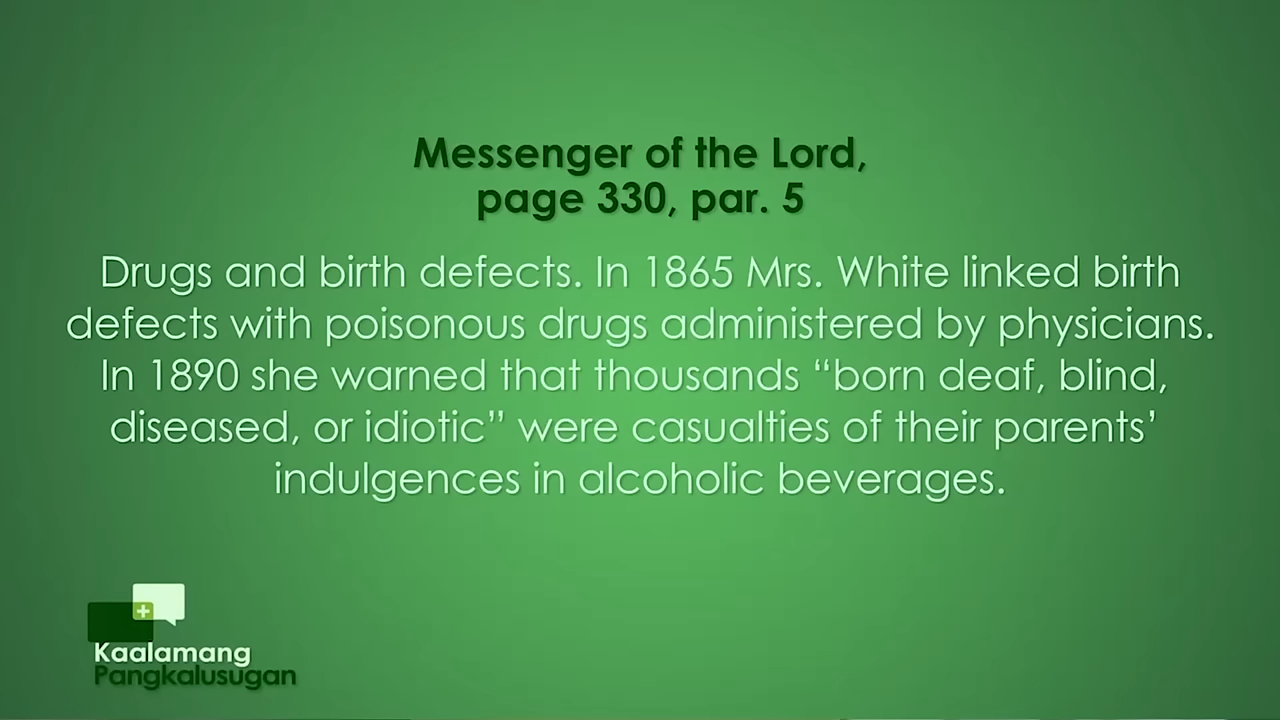 Messenger of the Lord,
page 330, par. 5
Drugs and birth defects. In 1865 Mrs. White linked birth
defects with poisonous drugs administered by physicians.
In 1890 she warned that thousands “born deaf, blind,
diseased, or idiotic” were casualties of their parents’
indulgences in alcoholic beverages.
Kaalamang
Pangkalusugan